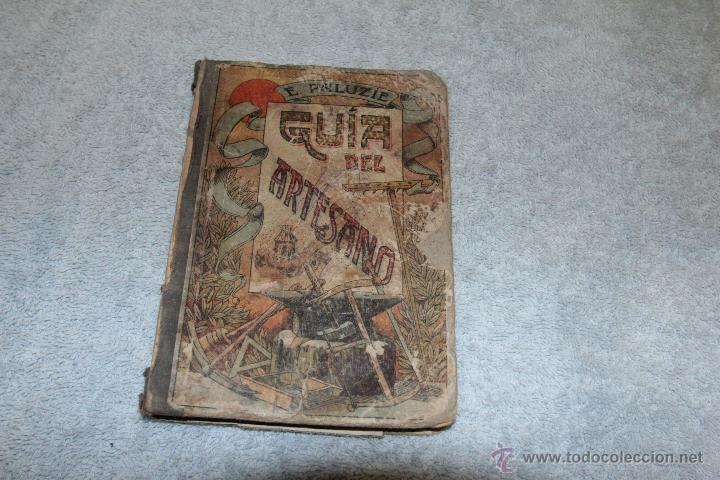 E. PALUZIE
GUÍA
DEL
ARTESANO
www.todocoleccion.net